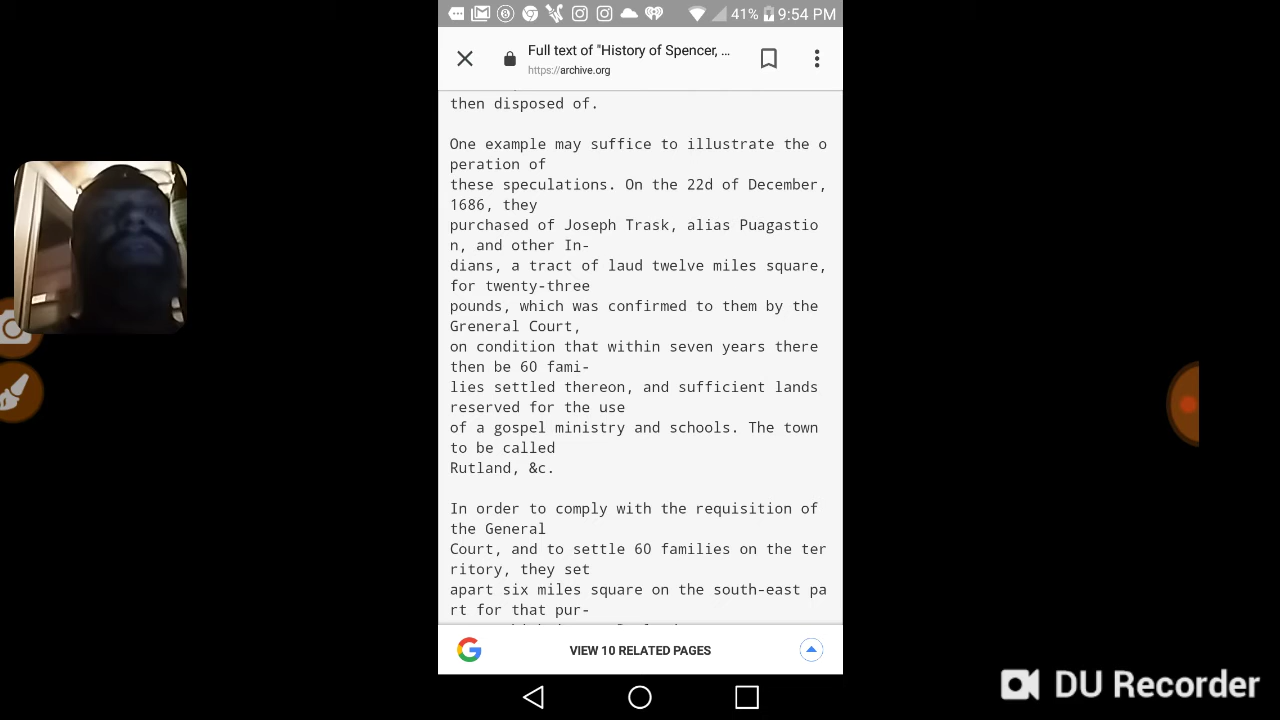 41% 9:54 PM
Full text of "History of Spencer, ...
https://archive.org
then disposed of.
One example may suffice to illustrate the o
peration of
these speculations. On the 22d of December,
1686, they
purchased of Joseph Trask, alias Puagastio
n, and other In-
dians, a tract of laud twelve miles square,
for twenty-three
pounds, which was confirmed to them by the
Greneral Court,
on condition that within seven years there
then be 60 fami-
lies settled thereon, and sufficient lands
reserved for the use
of a gospel ministry and schools. The town
to be called
Rutland, &c.
In order to comply with the requisition of
the General
Court, and to settle 60 families on the ter
ritory, they set
apart six miles square on the south-east pa
rt for that pur-
VIEW 10 RELATED PAGES
DU Recorder